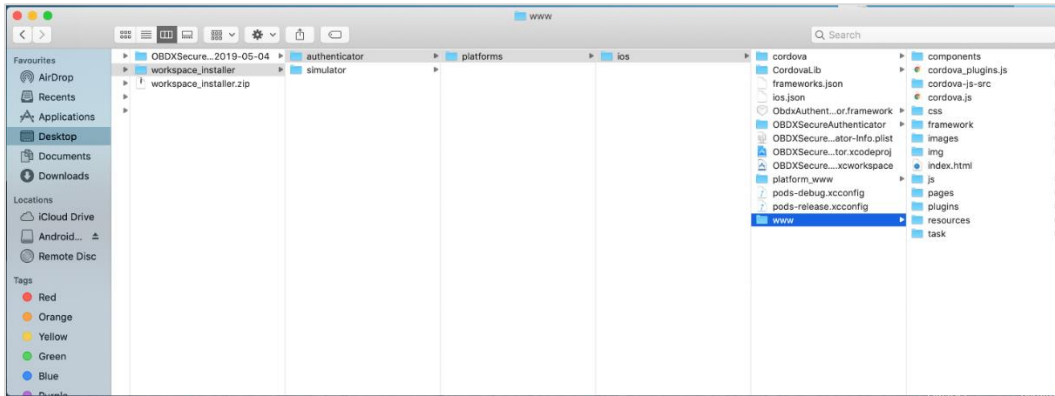 www
Search
Favourites
AirDrop
Recents
Applications
Desktop
Documents
Downloads
Locations
iCloud Drive
Android...
Remote Disc
Tags
Red
Orange
Yellow
Green
Blue
Purple
OBDXSecure...2019-05-04
workspace_installer
workspace_installer.zip
authenticator
simulator
platforms
ios
cordova
CordovaLib
frameworks.json
ios.json
ObdxAuthent...or.framework
OBDXSecureAuthenticator
OBDXSecure...ator-Info.plist
OBDXSecure...tor.xcodeproj
OBDXSecure....xcworkspace
platform_www
pods-debug.xcconfig
pods-release.xcconfig
www
components
cordova_plugins.js
cordova-js-src
cordova.js
css
framework
images
img
index.html
js
pages
plugins
resources
task